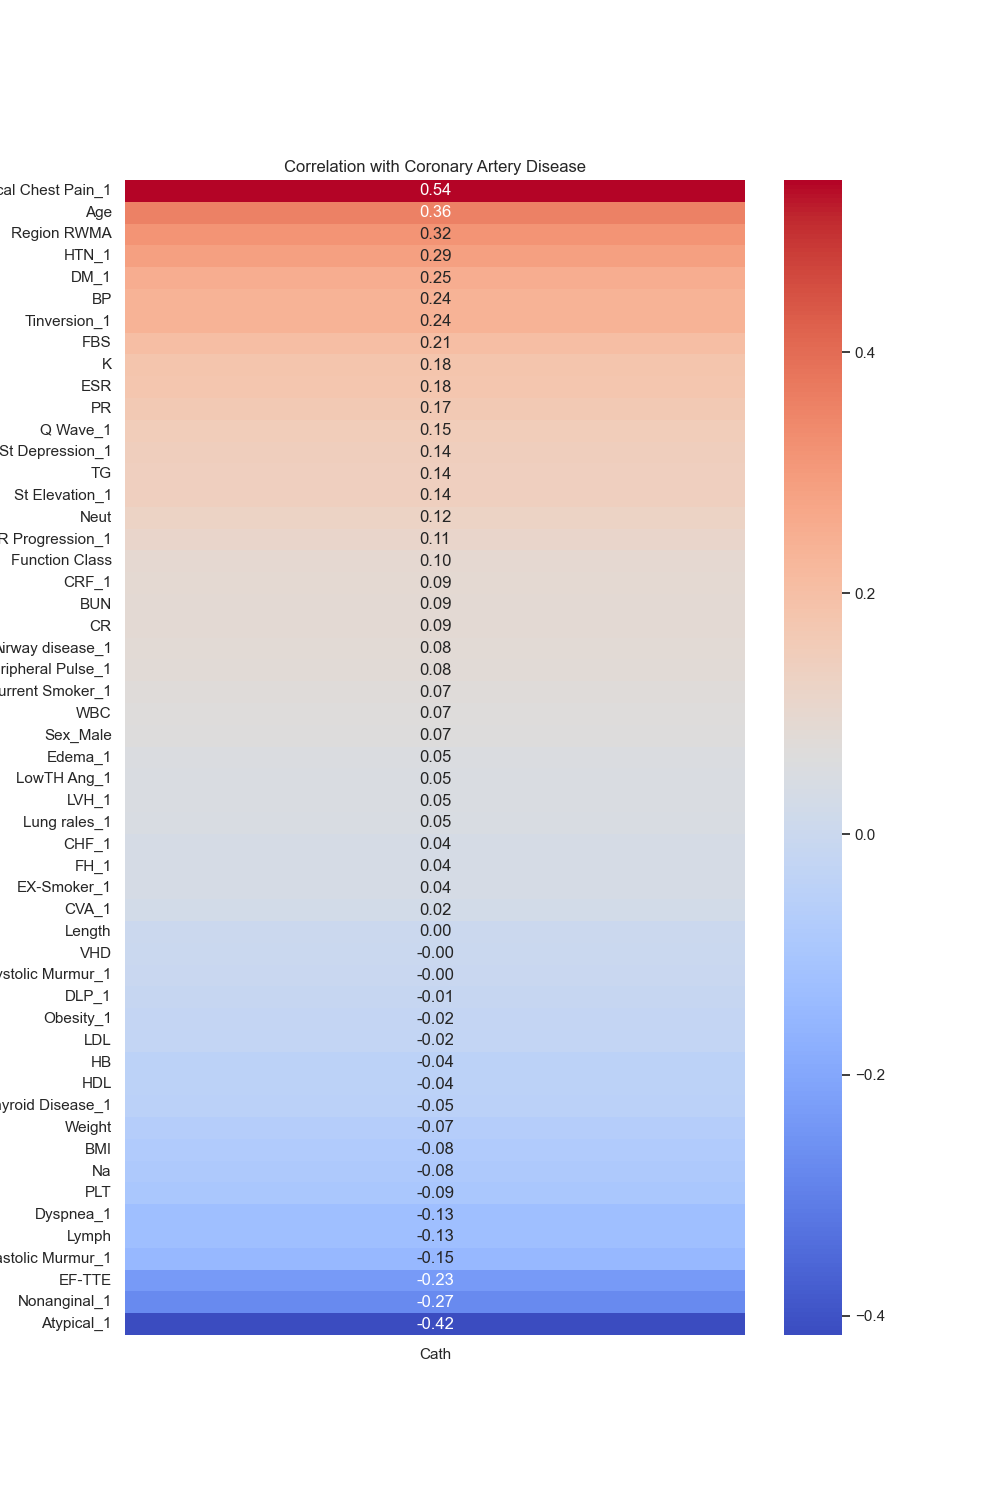 Correlation with Coronary Artery Disease
cal Chest Pain_1 0.54
Age 0.36
Region RWMA 0.32
HTN_1 0.29
DM_1 0.25
BP 0.24
Tinversion_1 0.24
FBS 0.21
K 0.18
ESR 0.18
PR 0.17
Q Wave_1 0.15
St Depression_1 0.14
TG 0.14
St Elevation_1 0.14
Neut 0.12
R Progression_1 0.11
Function Class 0.10
CRF_1 0.09
BUN 0.09
CR 0.09
Airway disease_1 0.08
ripheral Pulse_1 0.08
urrent Smoker_1 0.07
WBC 0.07
Sex_Male 0.07
Edema_1 0.05
LowTH Ang_1 0.05
LVH_1 0.05
Lung rales_1 0.05
CHF_1 0.04
FH_1 0.04
EX-Smoker_1 0.04
CVA_1 0.02
Length 0.00
VHD -0.00
ystolic Murmur_1 -0.00
DLP_1 -0.01
Obesity_1 -0.02
LDL -0.02
HB -0.04
HDL -0.04
yroid Disease_1 -0.05
Weight -0.07
BMI -0.08
Na -0.08
PLT -0.09
Dyspnea_1 -0.13
Lymph -0.13
astolic Murmur_1 -0.15
EF-TTE -0.23
Nonanginal_1 -0.27
Atypical_1 -0.42
Cath
0.4
0.2
0.0
−0.2
−0.4